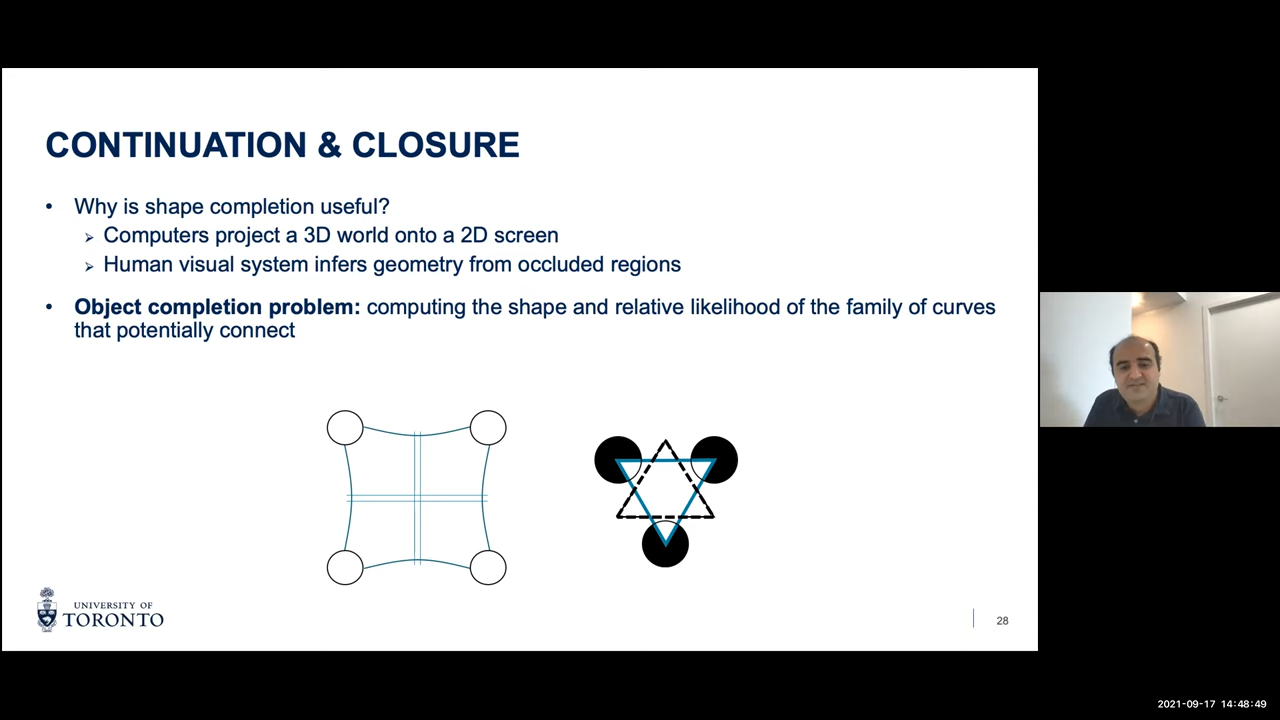 CONTINUATION & CLOSURE
• Why is shape completion useful?
➢ Computers project a 3D world onto a 2D screen
➢ Human visual system infers geometry from occluded regions
• Object completion problem: computing the shape and relative likelihood of the family of curves
that potentially connect
UNIVERSITY OF
TORONTO
28
2021-09-17 14:48:49